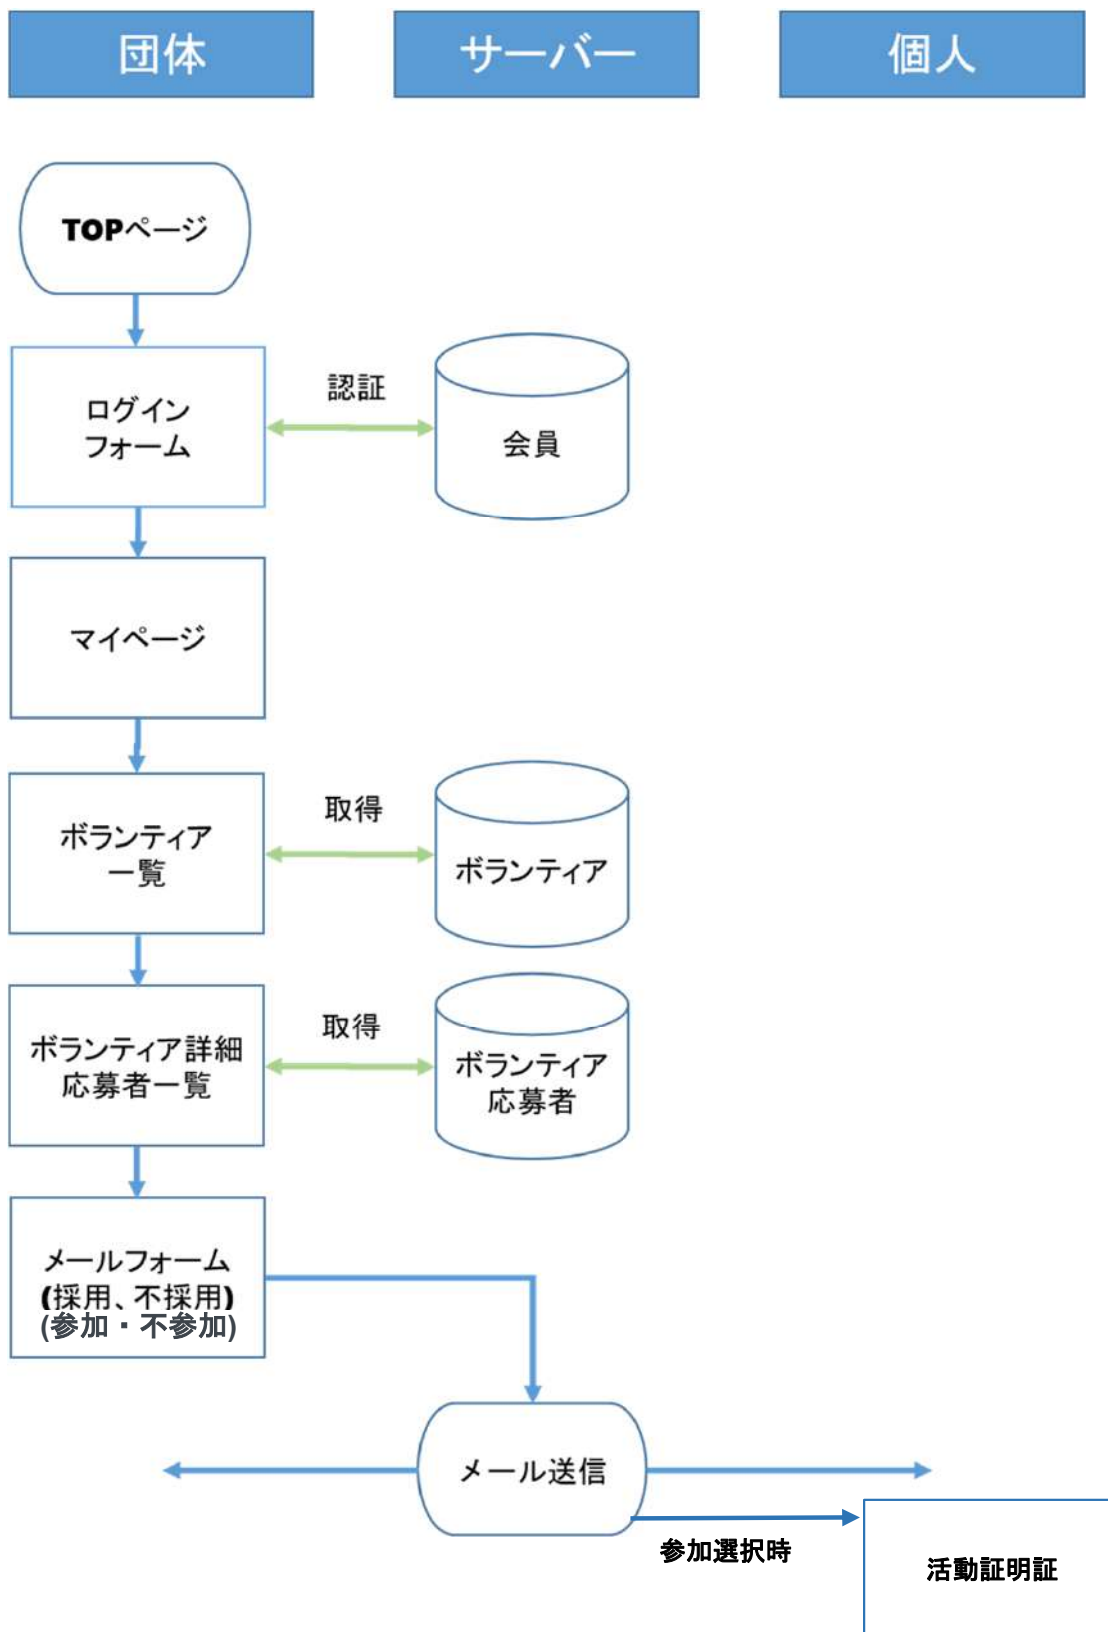 団体
サーバー
個人
TOPページ
ログイン
フォーム
認証
会員
マイページ
ボランティア
一覧
取得
ボランティア
ボランティア詳細
応募者一覧
取得
ボランティア
応募者
メールフォーム
(採用、不採用)
(参加・不参加)
メール送信
参加選択時
活動証明証